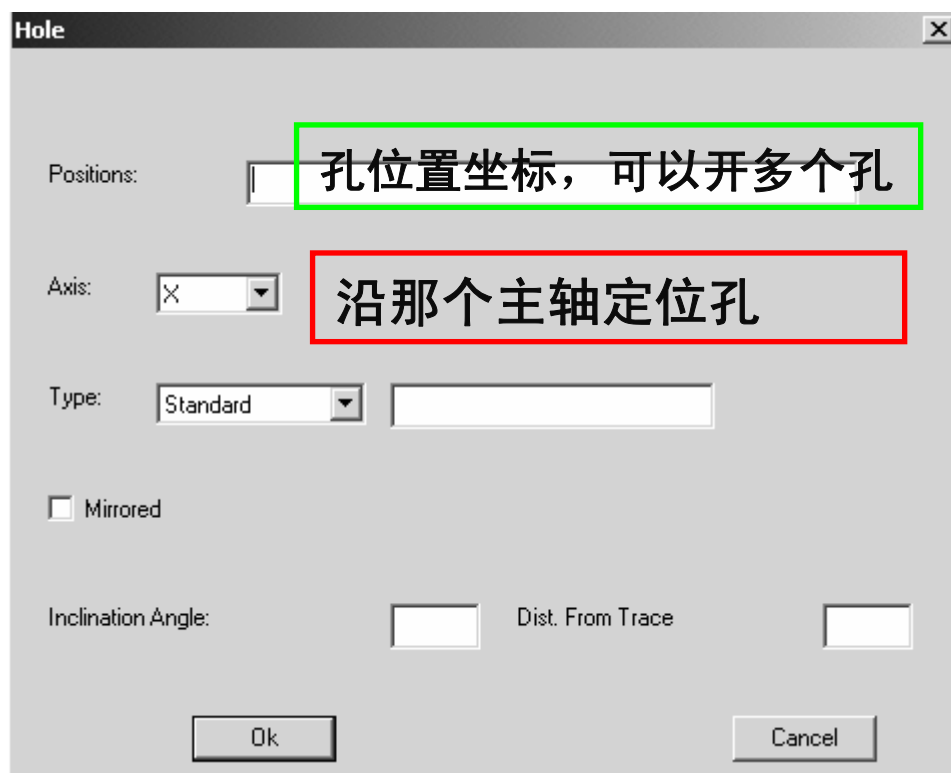 Hole
Positions: 孔位置坐标，可以开多个孔
Axis: X 沿那个主轴定位孔
Type: Standard
Mirrored
Inclination Angle: Dist. From Trace
Ok Cancel